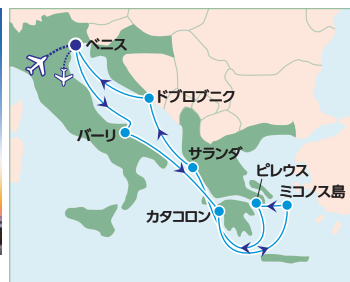 ベニス
ドブロブニク
バーリ
サランダ
ピレウス
ミコノス島
カタコロン